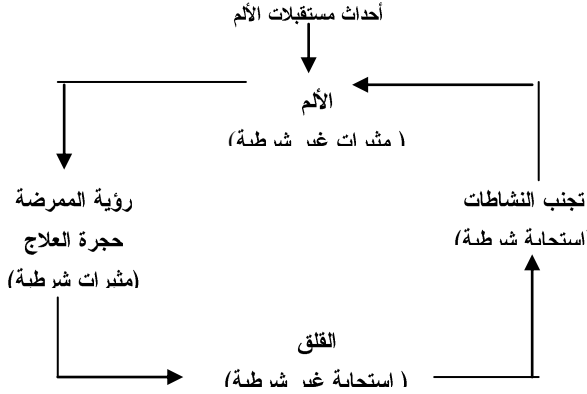 أحداث مستقبلات الألم
الألم
( مثيرات غير شرطية)
تجنب النشاطات
(استجابة شرطية)
رؤية الممرضة
حجرة العلاج
(مثيرات شرطية)
القلق
( استجابة غير شرطية)